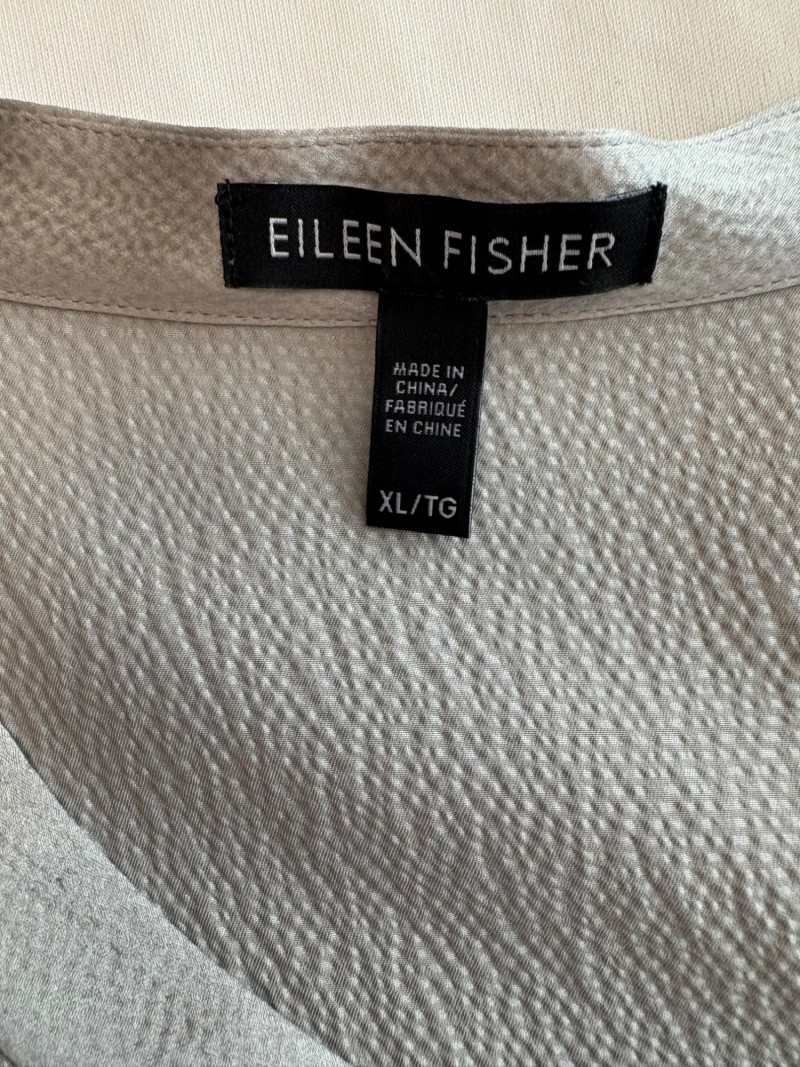 EILEEN FISHER
MADE IN
CHINA/
FABRIQUÉ
EN CHINE
XL/TG